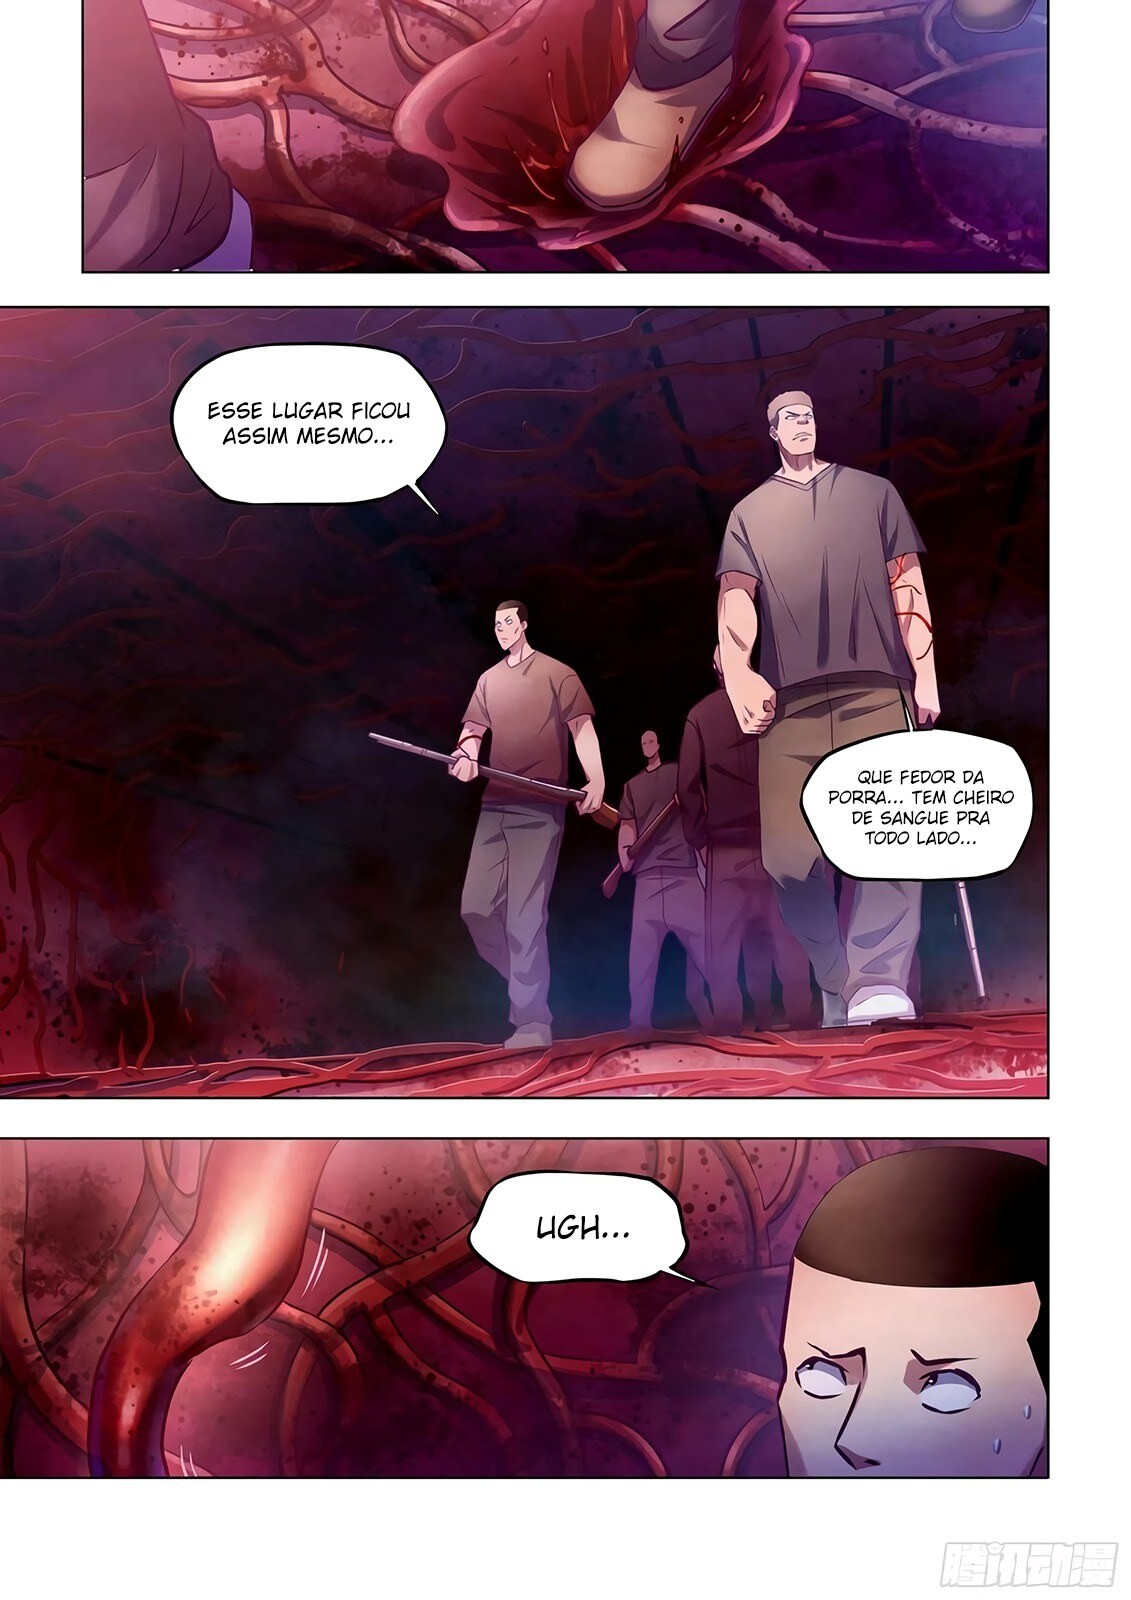 ESSE LUGAR FICOU
ASSIM MESMO...
QUE FEDOR DA
PORRA... TEM CHEIRO
DE SANGUE PRA
TODO LADO...
UGH...
腾讯动漫